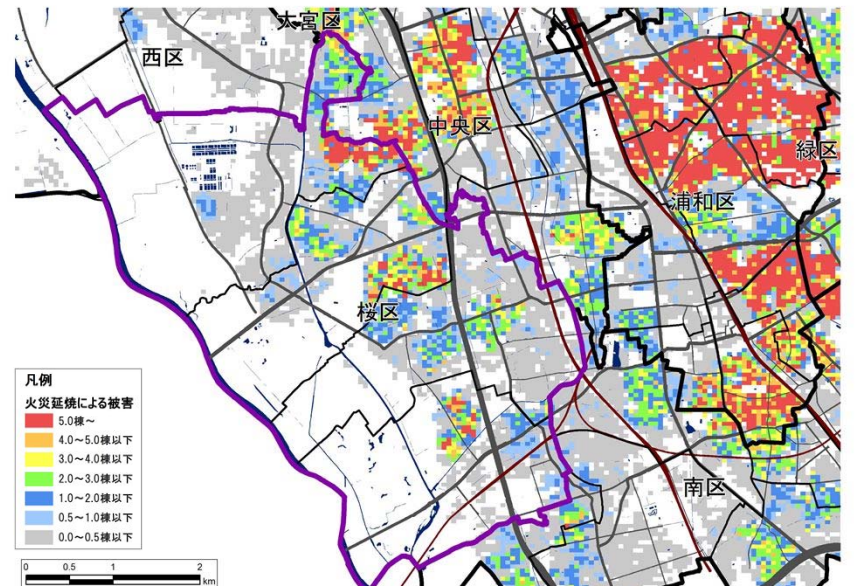 大宮区
西区
中央区
緑区
浦和区
桜区
南区
凡例
火災延焼による被害
5.0棟~
4.0~5.0棟以下
3.0~4.0棟以下
2.0~3.0棟以下
1.0~2.0棟以下
0.5~1.0棟以下
0.0~0.5棟以下
0 0.5 1 2
km